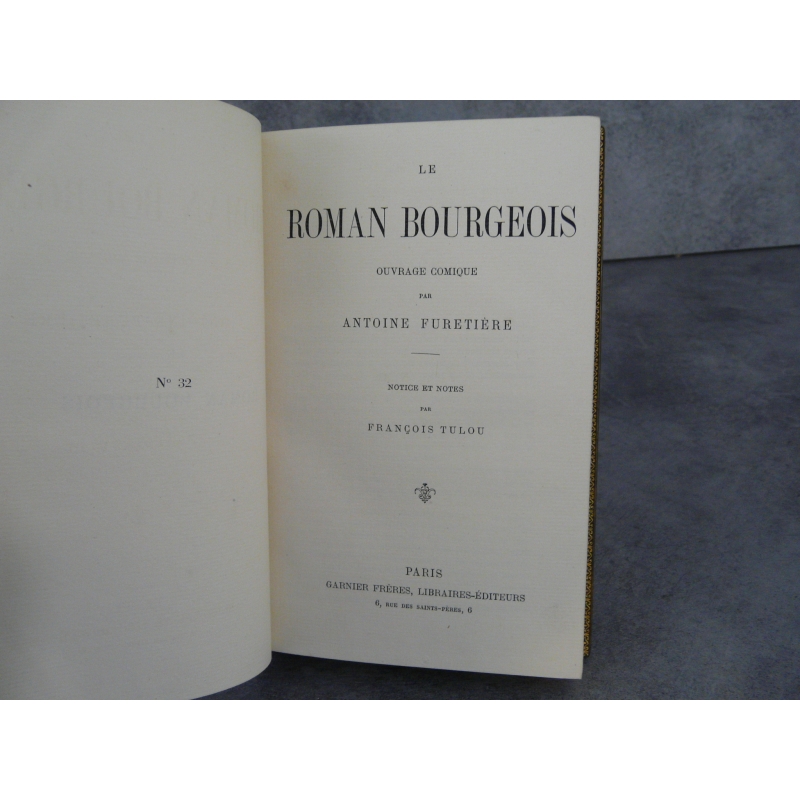 Nº 32
LE
ROMAN BOURGEOIS
OUVRAGE COMIQUE
PAR
ANTOINE FURETIÈRE
NOTICE ET NOTES
PAR
FRANÇOIS TULOU
PARIS
GARNIER FRÈRES, LIBRAIRES-ÉDITEURS
6, RUE DES SAINTS-PÈRES, 6